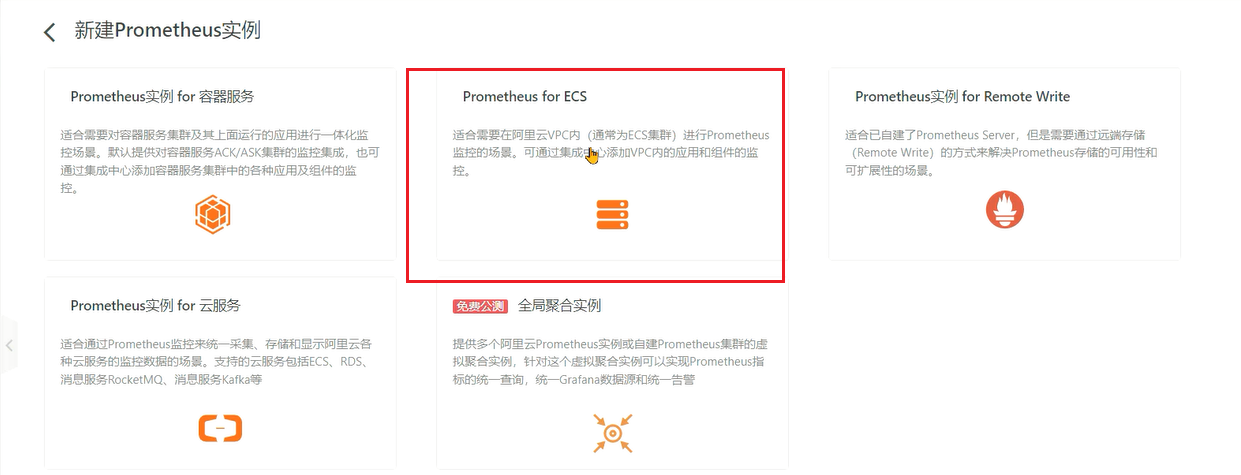 新建Prometheus实例
Prometheus实例 for 容器服务
适合需要对容器服务集群及其上面运行的应用进行一体化监
控场景。默认提供对容器服务ACK/ASK集群的监控集成，也可
通过集成中心添加容器服务集群中的各种应用及组件的监
控。
Prometheus for ECS
适合需要在阿里云VPC内（通常为ECS集群）进行Prometheus
监控的场景。可通过集成中心添加VPC内的应用和组件的监
控。
Prometheus实例 for Remote Write
适合已自建了Prometheus Server，但是需要通过远端存储
（Remote Write）的方式来解决Prometheus存储的可用性和
可扩展性的场景。
Prometheus实例 for 云服务
适合通过Prometheus监控来统一采集、存储和显示阿里云各
种云服务的监控数据的场景。支持的云服务包括ECS、RDS、
消息服务RocketMQ、消息服务Kafka等
免费公测 全局聚合实例
提供多个阿里云Prometheus实例或自建Prometheus集群的虚
拟聚合实例，针对这个虚拟聚合实例可以实现Prometheus指
标的统一查询，统一Grafana数据源和统一告警